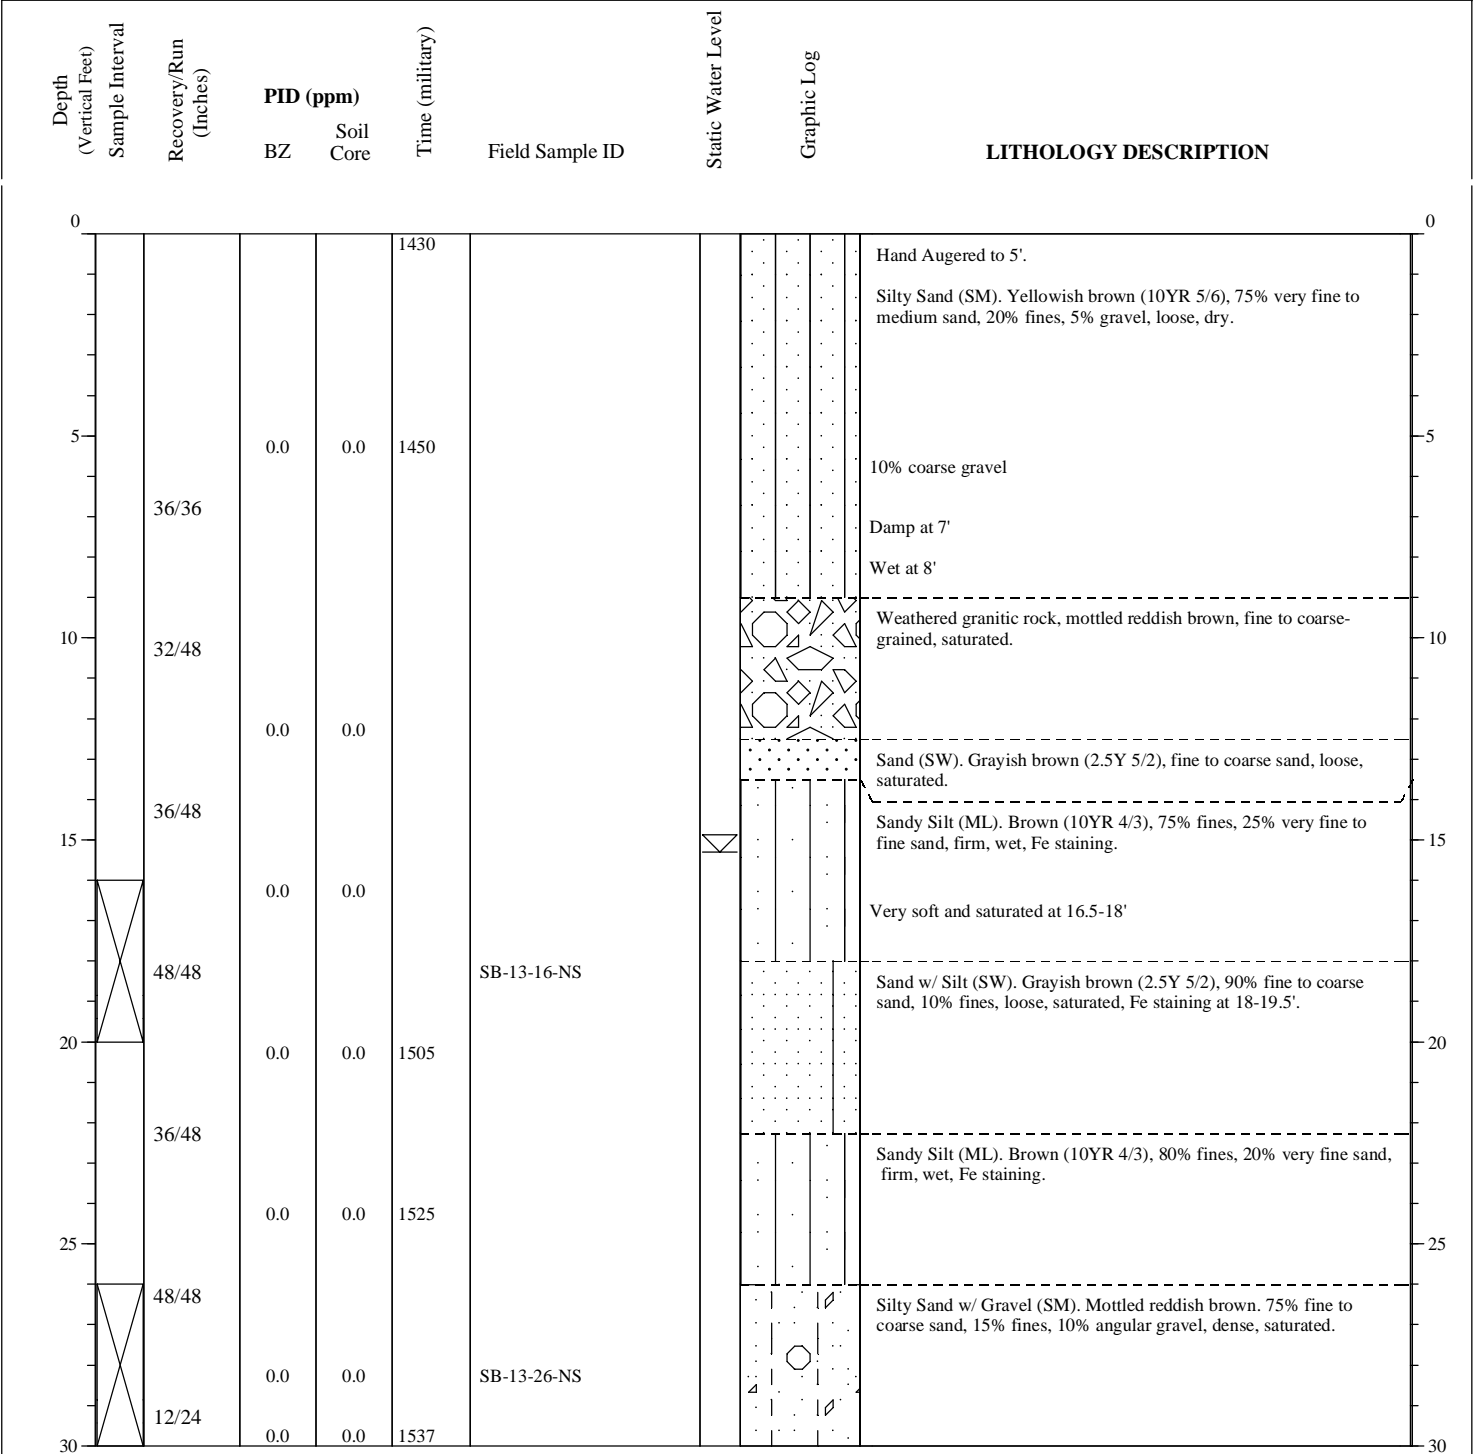 Depth
(Vertical Feet)
Sample Interval
Recovery/Run
(Inches)
PID (ppm)
BZ
Soil
Core
Time (military)
Field Sample ID
Static Water Level
Graphic Log
LITHOLOGY DESCRIPTION
0
0
1430
Hand Augered to 5'.
Silty Sand (SM). Yellowish brown (10YR 5/6), 75% very fine to
medium sand, 20% fines, 5% gravel, loose, dry.
5
0.0
0.0
1450
5
10% coarse gravel
36/36
Damp at 7'
Wet at 8'
Weathered granitic rock, mottled reddish brown, fine to coarse-
grained, saturated.
10
32/48
10
0.0
0.0
Sand (SW). Grayish brown (2.5Y 5/2), fine to coarse sand, loose,
saturated.
36/48
Sandy Silt (ML). Brown (10YR 4/3), 75% fines, 25% very fine to
fine sand, firm, wet, Fe staining.
15
15
0.0
0.0
Very soft and saturated at 16.5-18'
48/48
SB-13-16-NS
Sand w/ Silt (SW). Grayish brown (2.5Y 5/2), 90% fine to coarse
sand, 10% fines, loose, saturated, Fe staining at 18-19.5'.
20
0.0
0.0
1505
20
36/48
Sandy Silt (ML). Brown (10YR 4/3), 80% fines, 20% very fine sand,
firm, wet, Fe staining.
0.0
0.0
1525
25
25
48/48
Silty Sand w/ Gravel (SM). Mottled reddish brown. 75% fine to
coarse sand, 15% fines, 10% angular gravel, dense, saturated.
0.0
0.0
SB-13-26-NS
12/24
0.0
0.0
1537
30
30